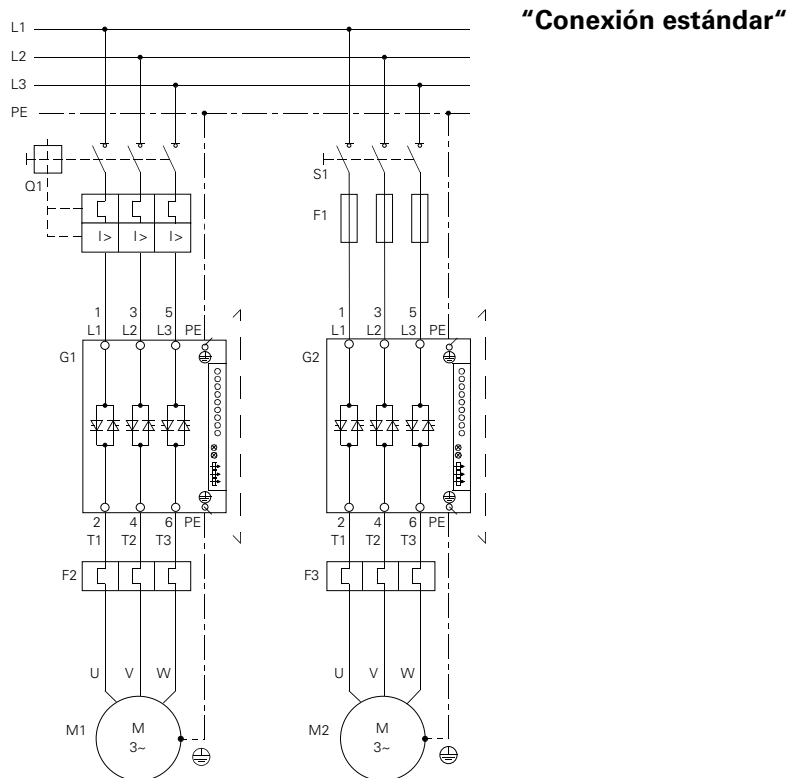 “Conexión estándar“
L1
L2
L3
PE
Q1
S1
F1
I> I> I>
1 3 5
L1 L2 L3 PE
G1
1 3 5
L1 L2 L3 PE
G2
2 4 6 PE
T1 T2 T3
2 4 6 PE
T1 T2 T3
F2
F3
U V W
U V W
M1
M
3~
M2
M
3~